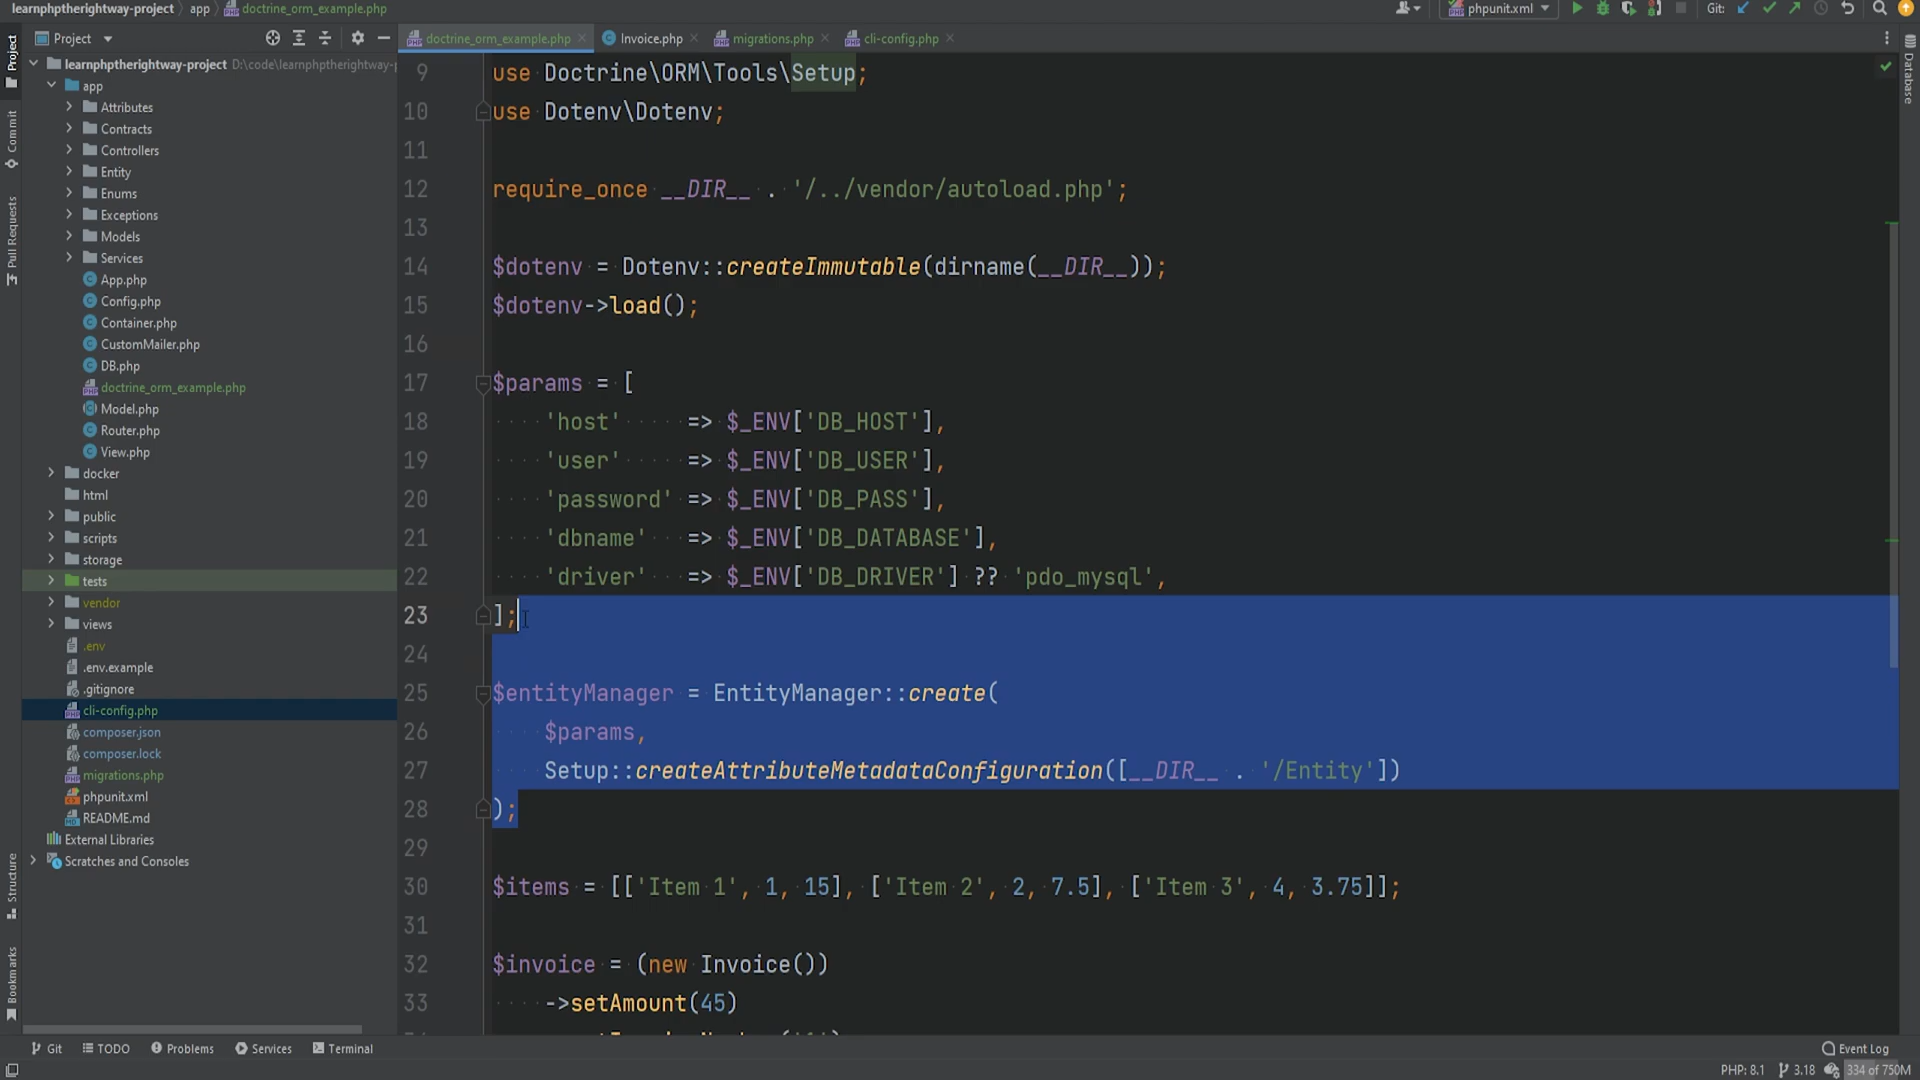 learnphptherightway-project
app
doctrine_orm_example.php
phpunit.xml
Git:
Project
doctrine_orm_example.php
Invoice.php
migrations.php
cli-config.php
Project
Commit
Pull Requests
Structure
Bookmarks
Database
learnphptherightway-project D:\code\learnphptherightway-p
app
Attributes
Contracts
Controllers
Entity
Enums
Exceptions
Models
Services
App.php
Config.php
Container.php
CustomMailer.php
DB.php
doctrine_orm_example.php
Model.php
Router.php
View.php
docker
html
public
scripts
storage
tests
vendor
views
.env
.env.example
.gitignore
cli-config.php
composer.json
composer.lock
migrations.php
phpunit.xml
README.md
External Libraries
Scratches and Consoles
9 use Doctrine\ORM\Tools\Setup;
10 use Dotenv\Dotenv;
11
12 require_once __DIR__ . '/../vendor/autoload.php';
13
14 $dotenv = Dotenv::createImmutable(dirname(__DIR__));
15 $dotenv->load();
16
17 $params = [
18 'host' => $_ENV['DB_HOST'],
19 'user' => $_ENV['DB_USER'],
20 'password' => $_ENV['DB_PASS'],
21 'dbname' => $_ENV['DB_DATABASE'],
22 'driver' => $_ENV['DB_DRIVER'] ?? 'pdo_mysql',
23 ];
24
25 $entityManager = EntityManager::create(
26 $params,
27 Setup::createAttributeMetadataConfiguration([__DIR__ . '/Entity'])
28 );
29
30 $items = [['Item 1', 1, 15], ['Item 2', 2, 7.5], ['Item 3', 4, 3.75]];
31
32 $invoice = (new Invoice())
33 ->setAmount(45)
Git
TODO
Problems
Services
Terminal
Event Log
PHP: 8.1
3.18
334 of 750M